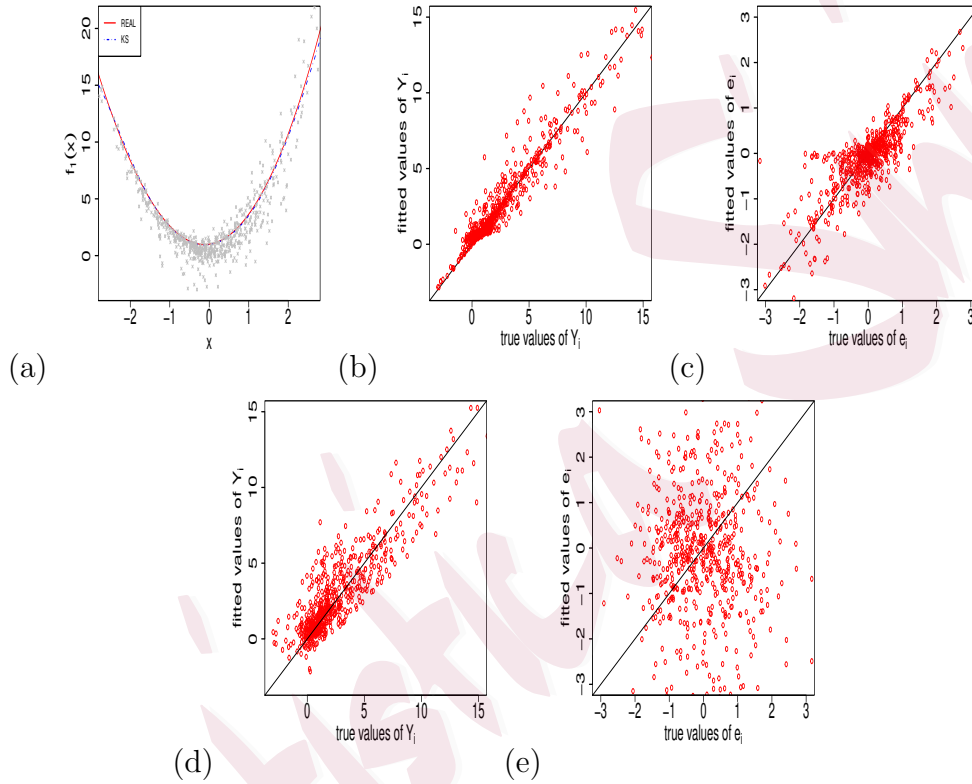 REAL
KS
20
15
10
5
0
f₁(x)
−2 −1 0 1 2
x
(a)
15
10
5
0
fitted values of Yᵢ
0 5 10 15
true values of Yᵢ
(b)
3
2
1
0
−1
−2
−3
fitted values of eᵢ
−3 −2 −1 0 1 2 3
true values of eᵢ
(c)
15
10
5
0
fitted values of Yᵢ
0 5 10 15
true values of Yᵢ
(d)
3
2
1
0
−1
−2
−3
fitted values of eᵢ
−3 −2 −1 0 1 2 3
true values of eᵢ
(e)